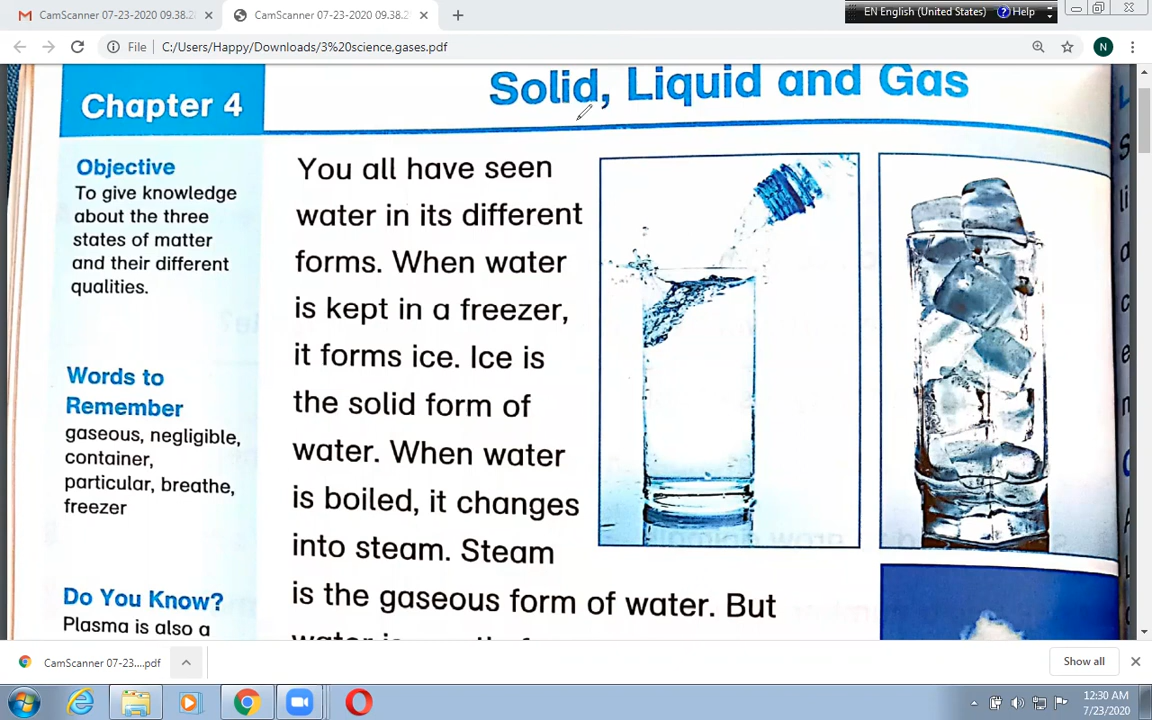 CamScanner 07-23-2020 09.38.2
CamScanner 07-23-2020 09.38.2
EN English (United States)
Help
File
C:/Users/Happy/Downloads/3%20science.gases.pdf
N
Chapter 4
Solid, Liquid and Gas
Objective
To give knowledge
about the three
states of matter
and their different
qualities.
Words to
Remember
gaseous, negligible,
container,
particular, breathe,
freezer
Do You Know?
Plasma is also a
You all have seen
water in its different
forms. When water
is kept in a freezer,
it forms ice. Ice is
the solid form of
water. When water
is boiled, it changes
into steam. Steam
is the gaseous form of water. But
CamScanner 07-23....pdf
Show all
12:30 AM
7/23/2020